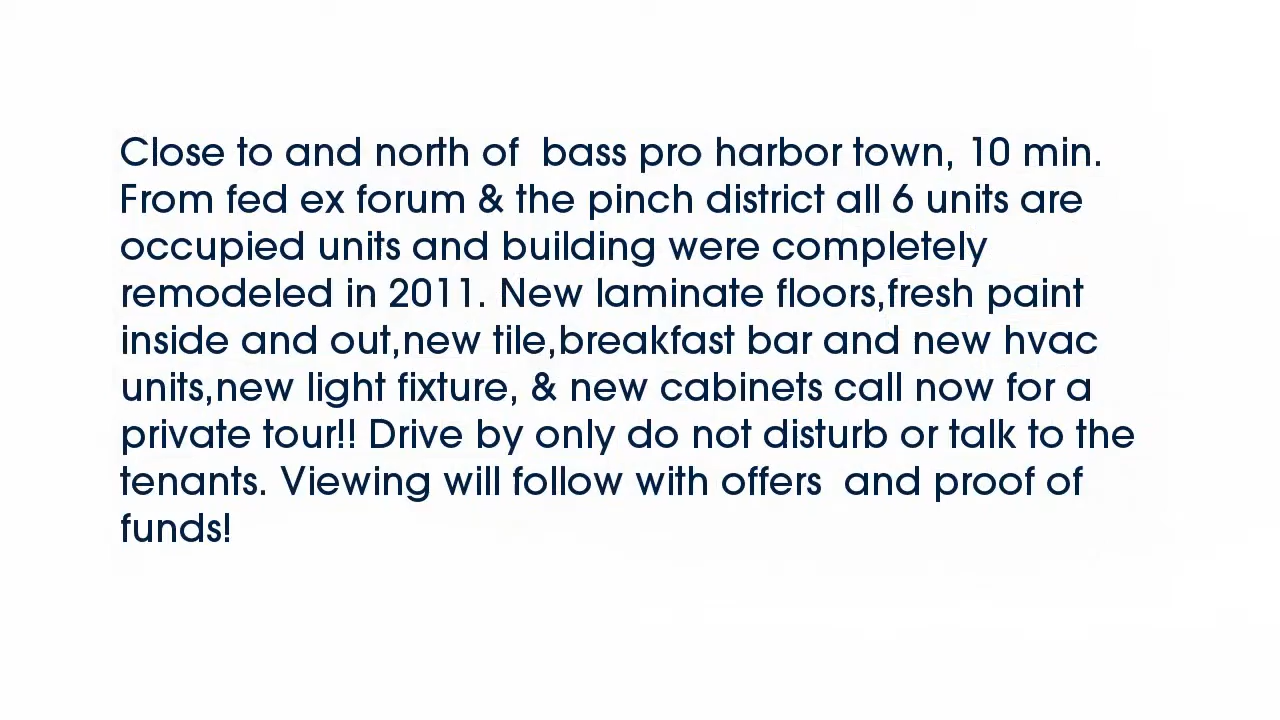 Close to and north of  bass pro harbor town, 10 min.
From fed ex forum & the pinch district all 6 units are
occupied units and building were completely
remodeled in 2011. New laminate floors,fresh paint
inside and out,new tile,breakfast bar and new hvac
units,new light fixture, & new cabinets call now for a
private tour!! Drive by only do not disturb or talk to the
tenants. Viewing will follow with offers  and proof of
funds!